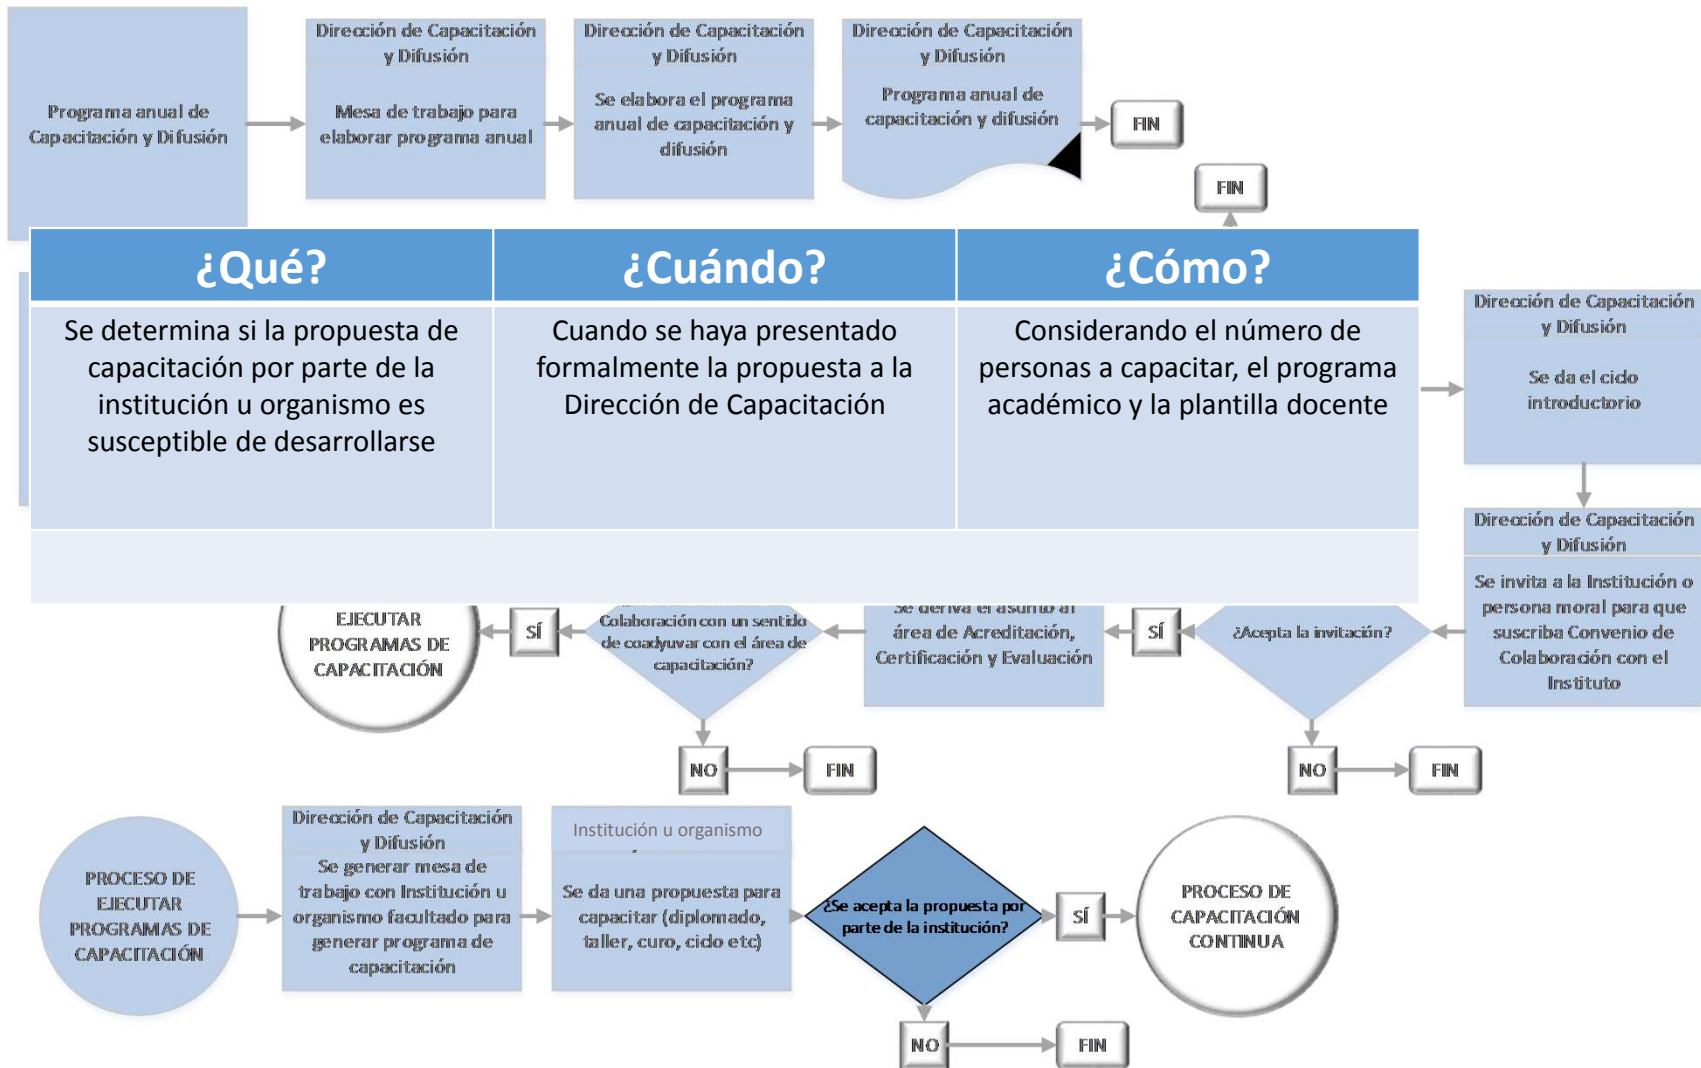 Programa anual de
Capacitación y Difusión
Dirección de Capacitación
y Difusión
Mesa de trabajo para
elaborar programa anual
Dirección de Capacitación
y Difusión
Se elabora el programa
anual de capacitación y
difusión
Dirección de Capacitación
y Difusión
Programa anual de
capacitación y difusión
FIN
FIN
¿Qué?
¿Cuándo?
¿Cómo?
Se determina si la propuesta de
capacitación por parte de la
institución u organismo es
susceptible de desarrollarse
Cuando se haya presentado
formalmente la propuesta a la
Dirección de Capacitación
Considerando el número de
personas a capacitar, el programa
académico y la plantilla docente
Dirección de Capacitación
y Difusión
Se da el ciclo
introductorio
Dirección de Capacitación
y Difusión
Se invita a la Institución o
persona moral para que
suscriba Convenio de
Colaboración con el
Instituto
¿Acepta la invitación?
SÍ
NO
FIN
Se deriva el asunto al
área de Acreditación,
Certificación y Evaluación
Colaboración con un sentido
de coadyuvar con el área de
capacitación?
SÍ
NO
FIN
EJECUTAR
PROGRAMAS DE
CAPACITACIÓN
PROCESO DE
EJECUTAR
PROGRAMAS DE
CAPACITACIÓN
Dirección de Capacitación
y Difusión
Se generar mesa de
trabajo con Institución u
organismo facultado para
generar programa de
capacitación
Institución u organismo
Se da una propuesta para
capacitar (diplomado,
taller, curo, ciclo etc)
¿Se acepta la propuesta por
parte de la institución?
SÍ
PROCESO DE
CAPACITACIÓN
CONTINUA
NO
FIN